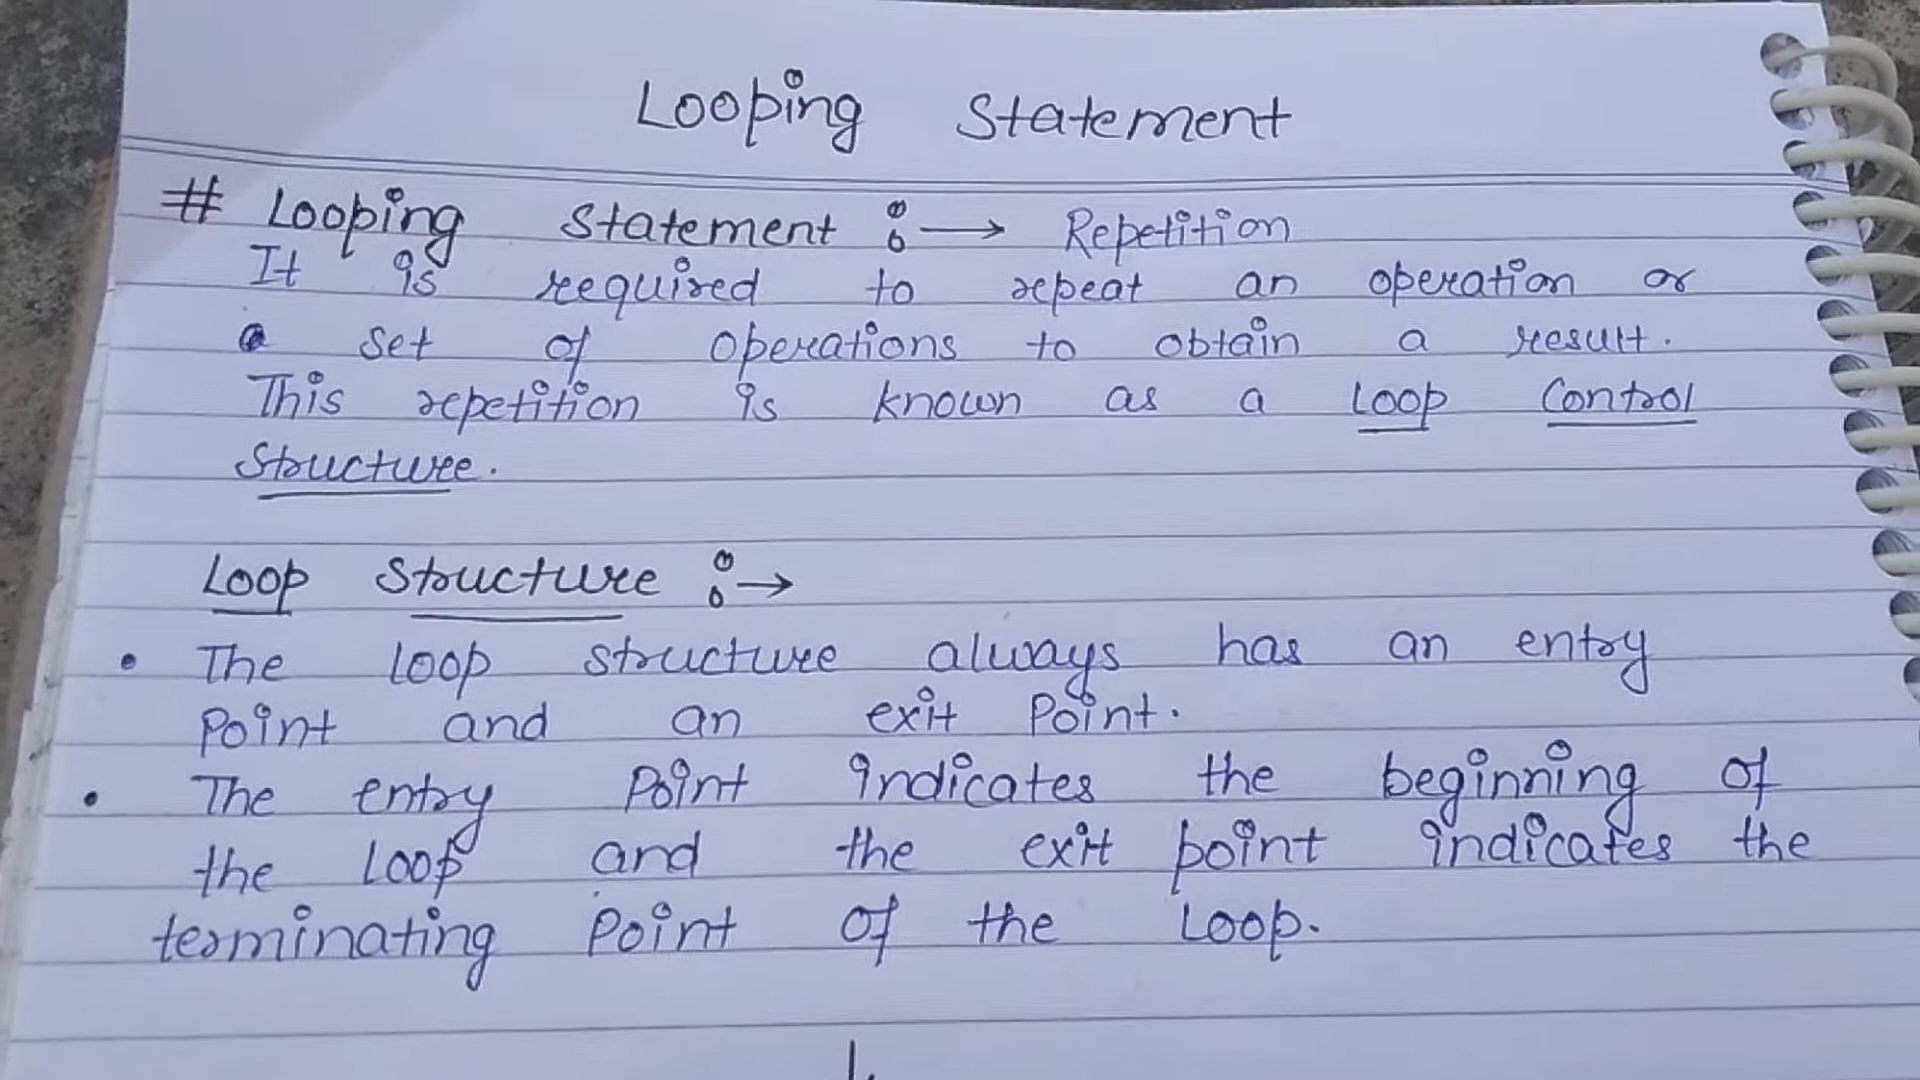 Looping Statement
# Looping Statement :→ Repetition
It is required to repeat an operation or
a set of operations to obtain a result.
This repetition is known as a Loop Control
Structure.
Loop Structure :→
• The loop structure always has an entry
Point and an exit Point.
• The entry Point indicates the beginning of
the Loop and the exit point indicates the
terminating Point of the Loop.